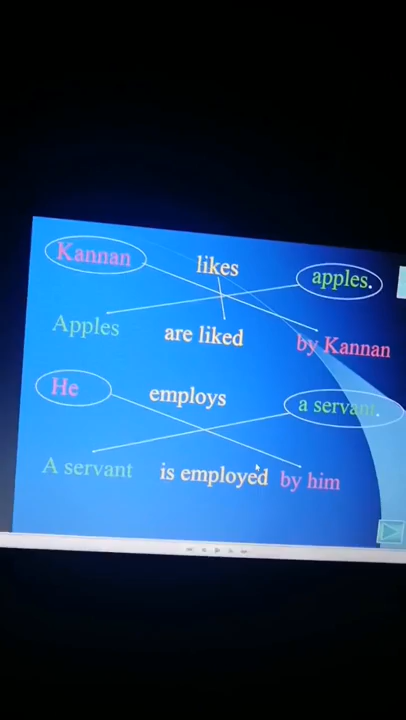 Kannan likes apples.
Apples are liked by Kannan
He employs a servant.
A servant is employed by him